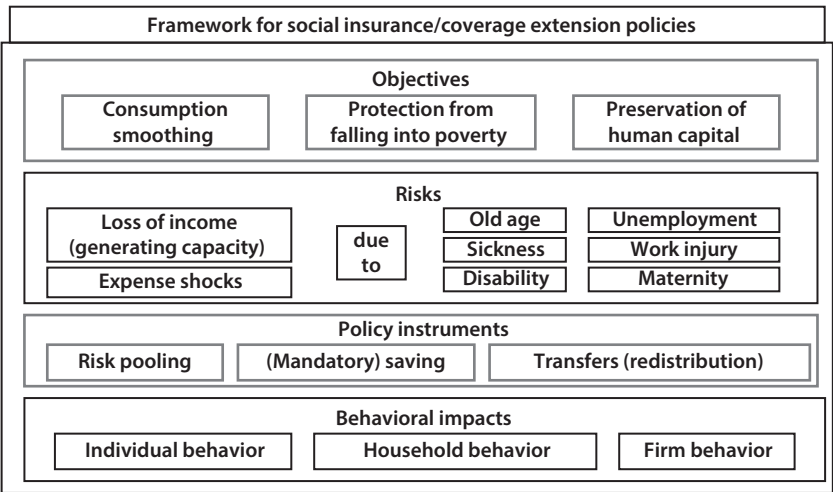 Framework for social insurance/coverage extension policies
Objectives
Consumption
smoothing
Protection from
falling into poverty
Preservation of
human capital
Risks
Loss of income
(generating capacity)
Expense shocks
due
to
Old age
Sickness
Disability
Unemployment
Work injury
Maternity
Policy instruments
Risk pooling
(Mandatory) saving
Transfers (redistribution)
Behavioral impacts
Individual behavior
Household behavior
Firm behavior